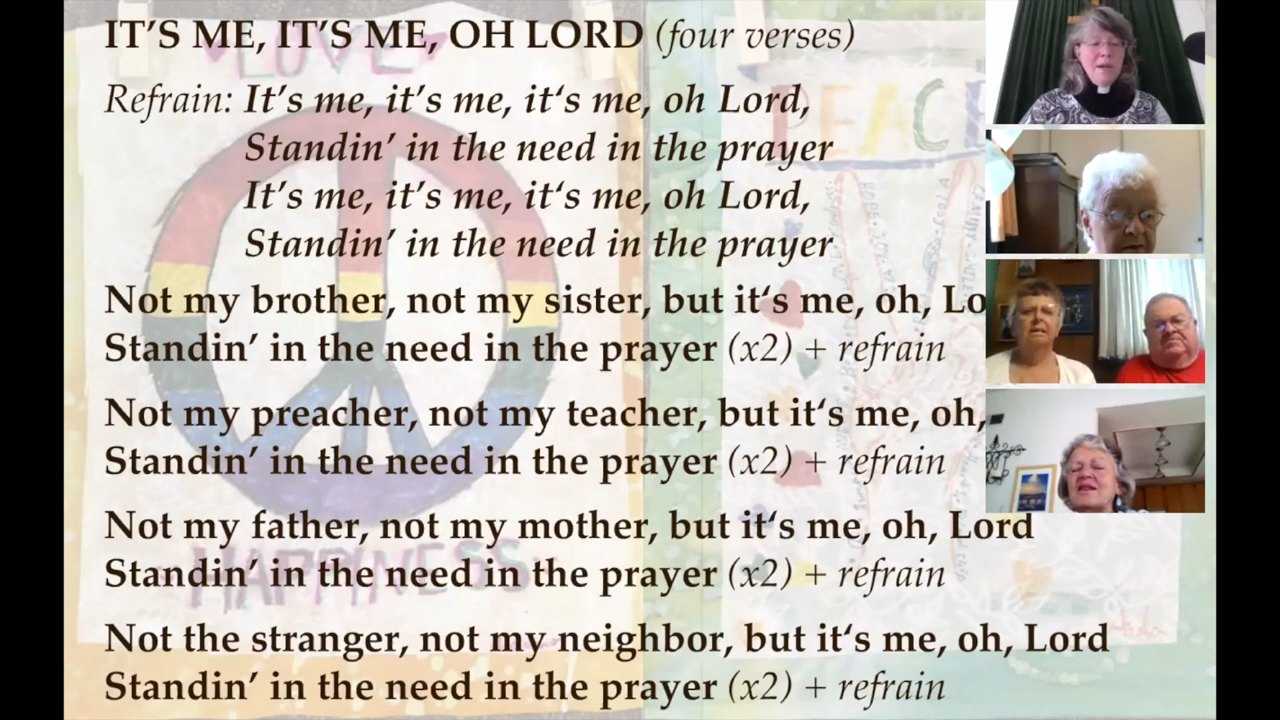 IT’S ME, IT’S ME, OH LORD (four verses)
Refrain: It’s me, it’s me, it‘s me, oh Lord,
Standin’ in the need in the prayer
It’s me, it’s me, it‘s me, oh Lord,
Standin’ in the need in the prayer
Not my brother, not my sister, but it‘s me, oh, Lo
Standin’ in the need in the prayer (x2) + refrain
Not my preacher, not my teacher, but it‘s me, oh,
Standin’ in the need in the prayer (x2) + refrain
Not my father, not my mother, but it‘s me, oh, Lord
Standin’ in the need in the prayer (x2) + refrain
Not the stranger, not my neighbor, but it‘s me, oh, Lord
Standin’ in the need in the prayer (x2) + refrain
LOVE
PEACE
HAPPINESS